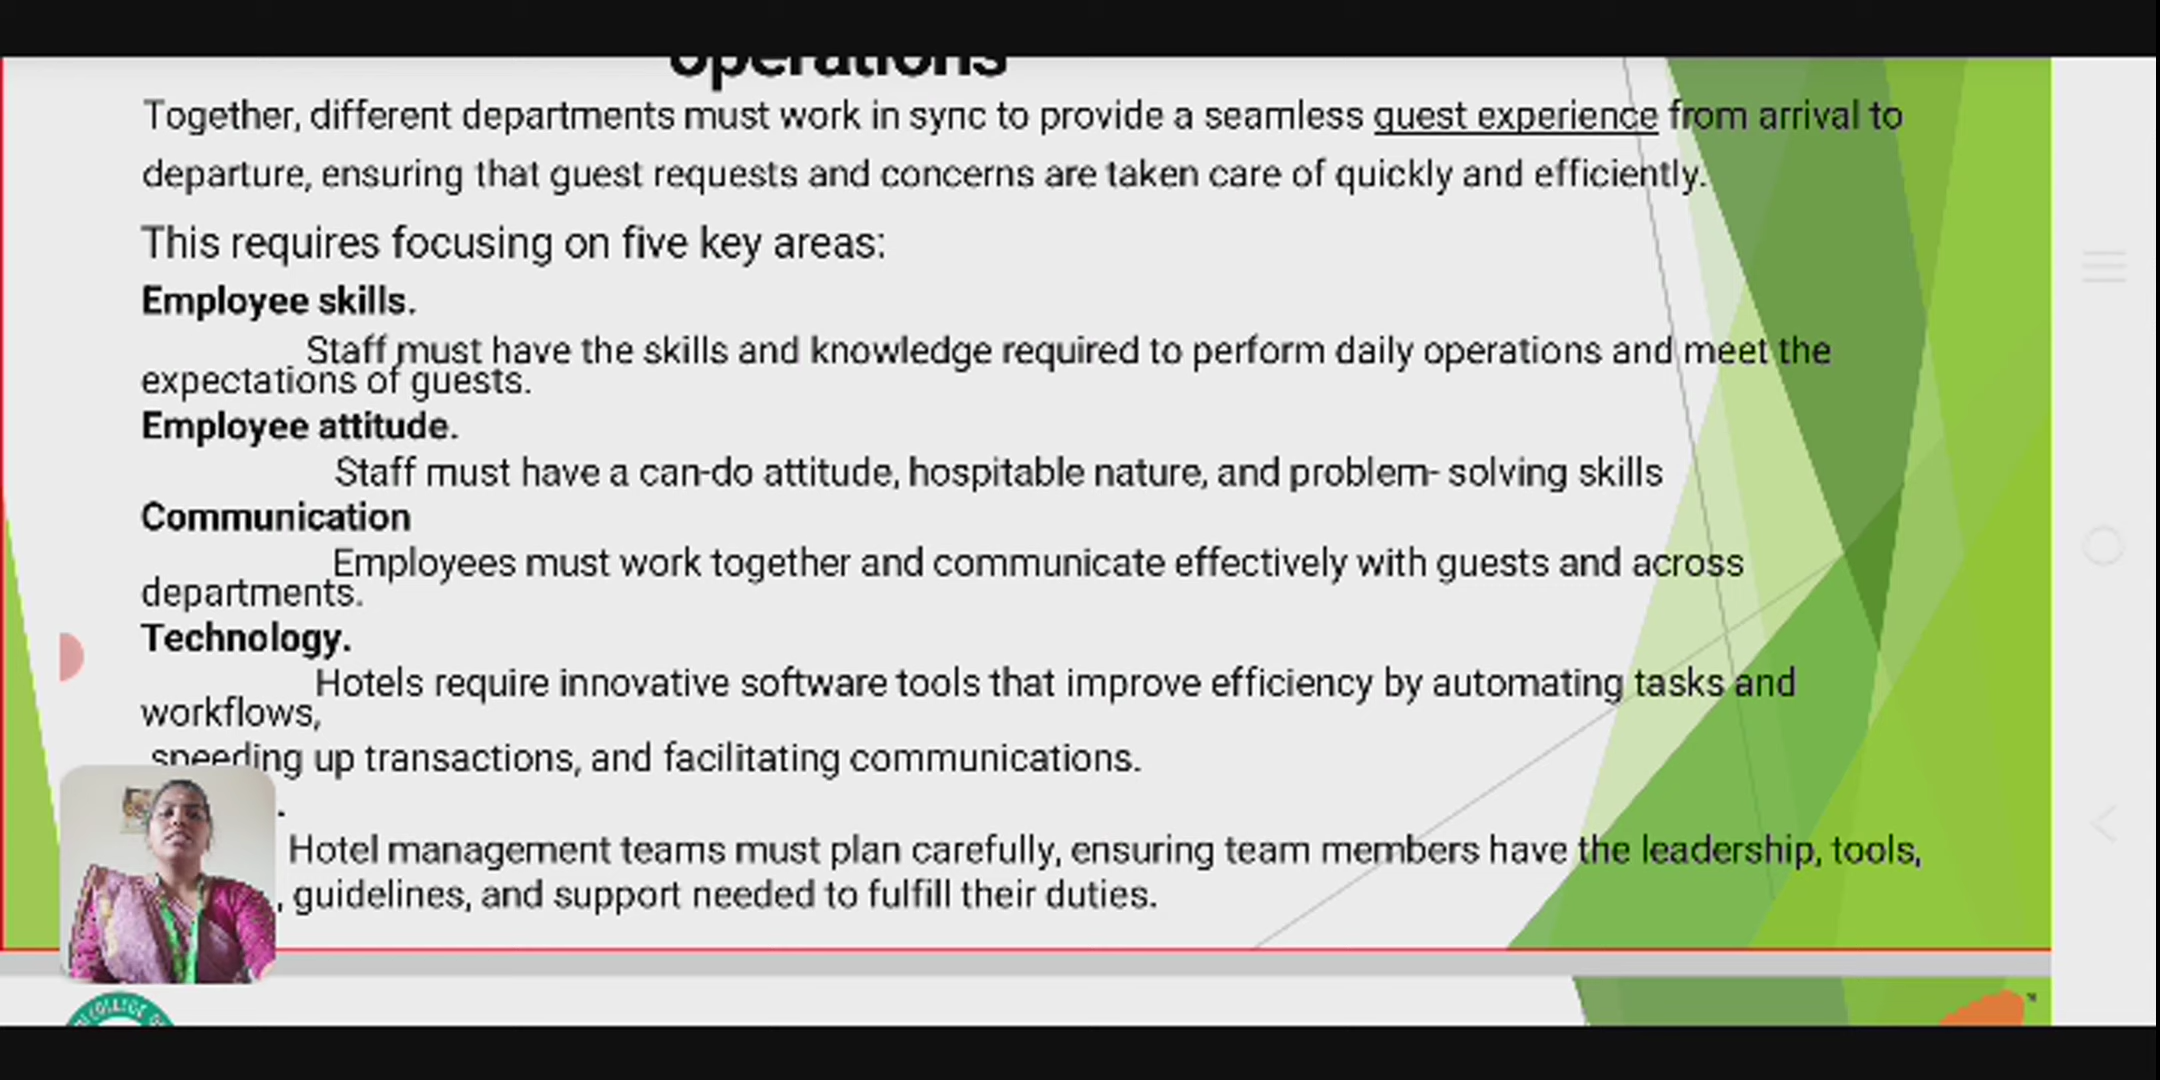 operations
Together, different departments must work in sync to provide a seamless guest experience from arrival to
departure, ensuring that guest requests and concerns are taken care of quickly and efficiently.
This requires focusing on five key areas:
Employee skills.
Staff must have the skills and knowledge required to perform daily operations and meet the
expectations of guests.
Employee attitude.
Staff must have a can-do attitude, hospitable nature, and problem- solving skills
Communication
Employees must work together and communicate effectively with guests and across
departments.
Technology.
Hotels require innovative software tools that improve efficiency by automating tasks and
workflows,
speeding up transactions, and facilitating communications.
.
Hotel management teams must plan carefully, ensuring team members have the leadership, tools,
, guidelines, and support needed to fulfill their duties.
COLLEGE